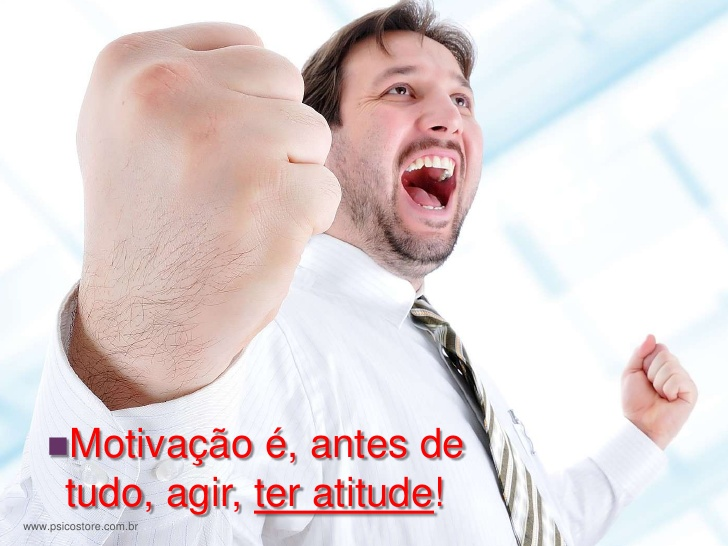 Motivação é, antes de
tudo, agir, ter atitude!
www.psicostore.com.br